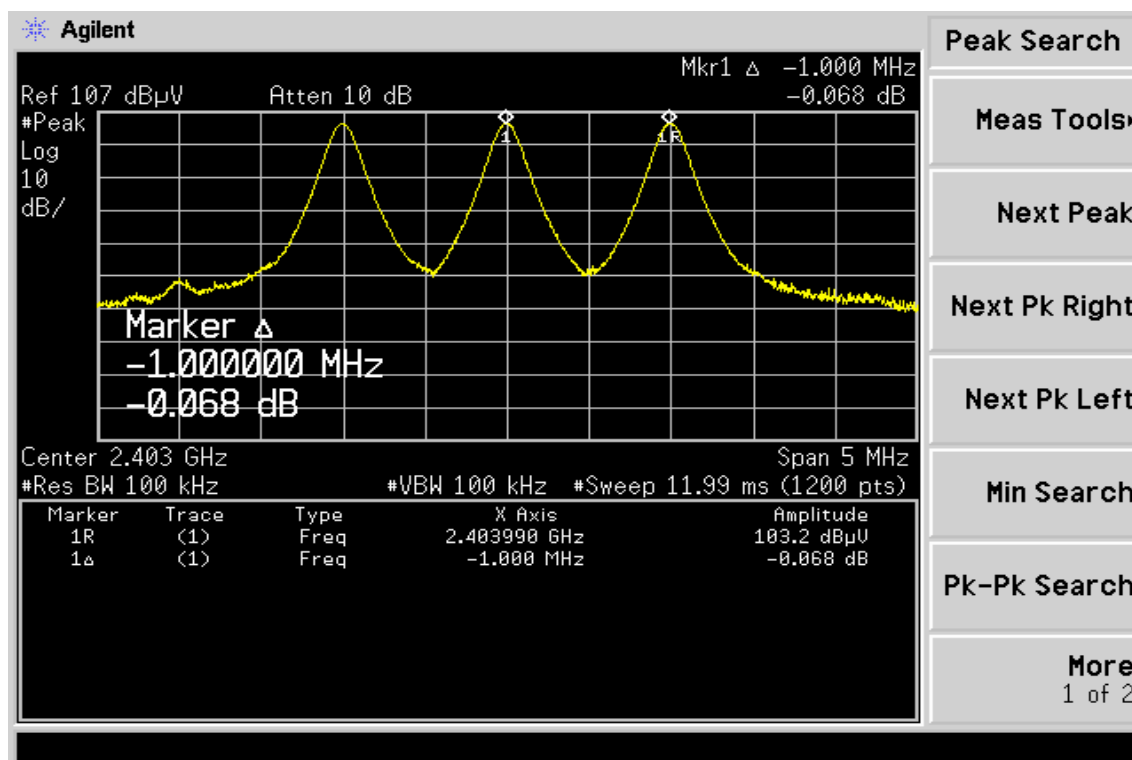 Agilent
Peak Search
Mkr1 Δ -1.000 MHz
Ref 107 dBµV Atten 10 dB -0.068 dB
#Peak
Log
10
dB/
1
1R
Marker Δ
-1.000000 MHz
-0.068 dB
Center 2.403 GHz Span 5 MHz
#Res BW 100 kHz #VBW 100 kHz #Sweep 11.99 ms (1200 pts)
Marker Trace Type X Axis Amplitude
1R (1) Freq 2.403990 GHz 103.2 dBµV
1Δ (1) Freq -1.000 MHz -0.068 dB
Meas Tools
Next Peak
Next Pk Right
Next Pk Left
Min Search
Pk-Pk Search
More
1 of 2